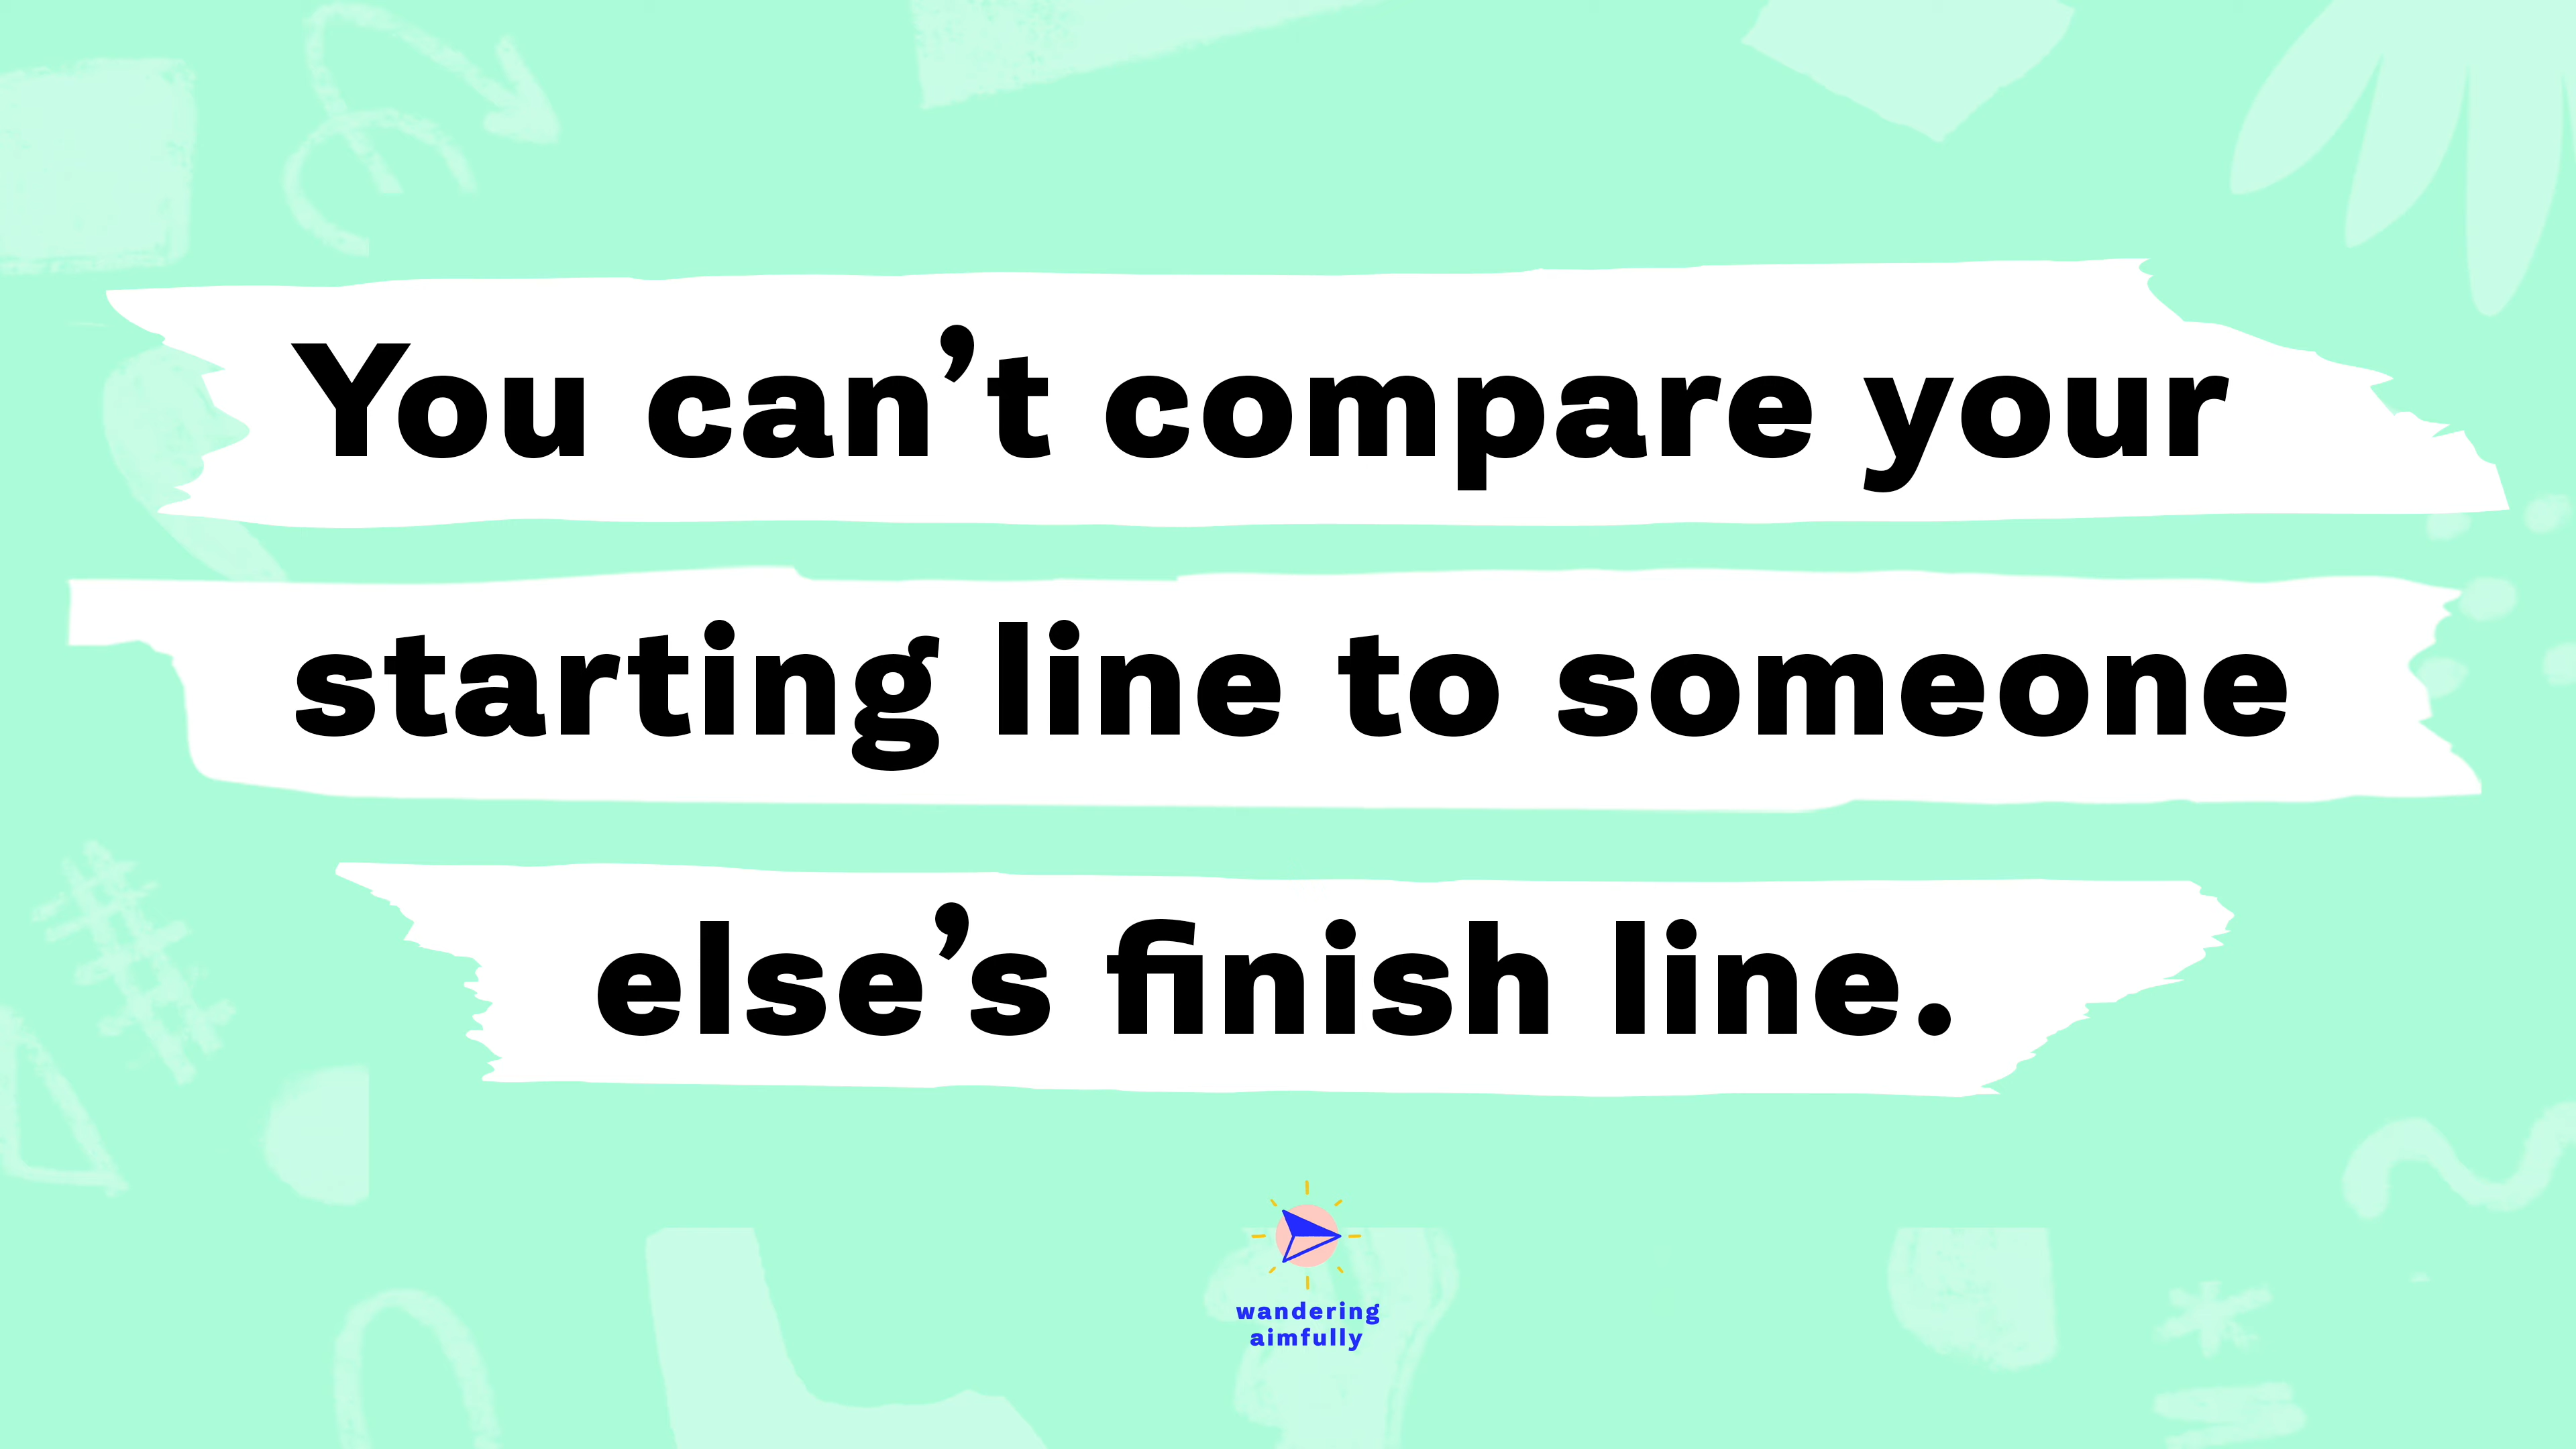 You can’t compare your
starting line to someone
else’s finish line.
wandering
aimfully